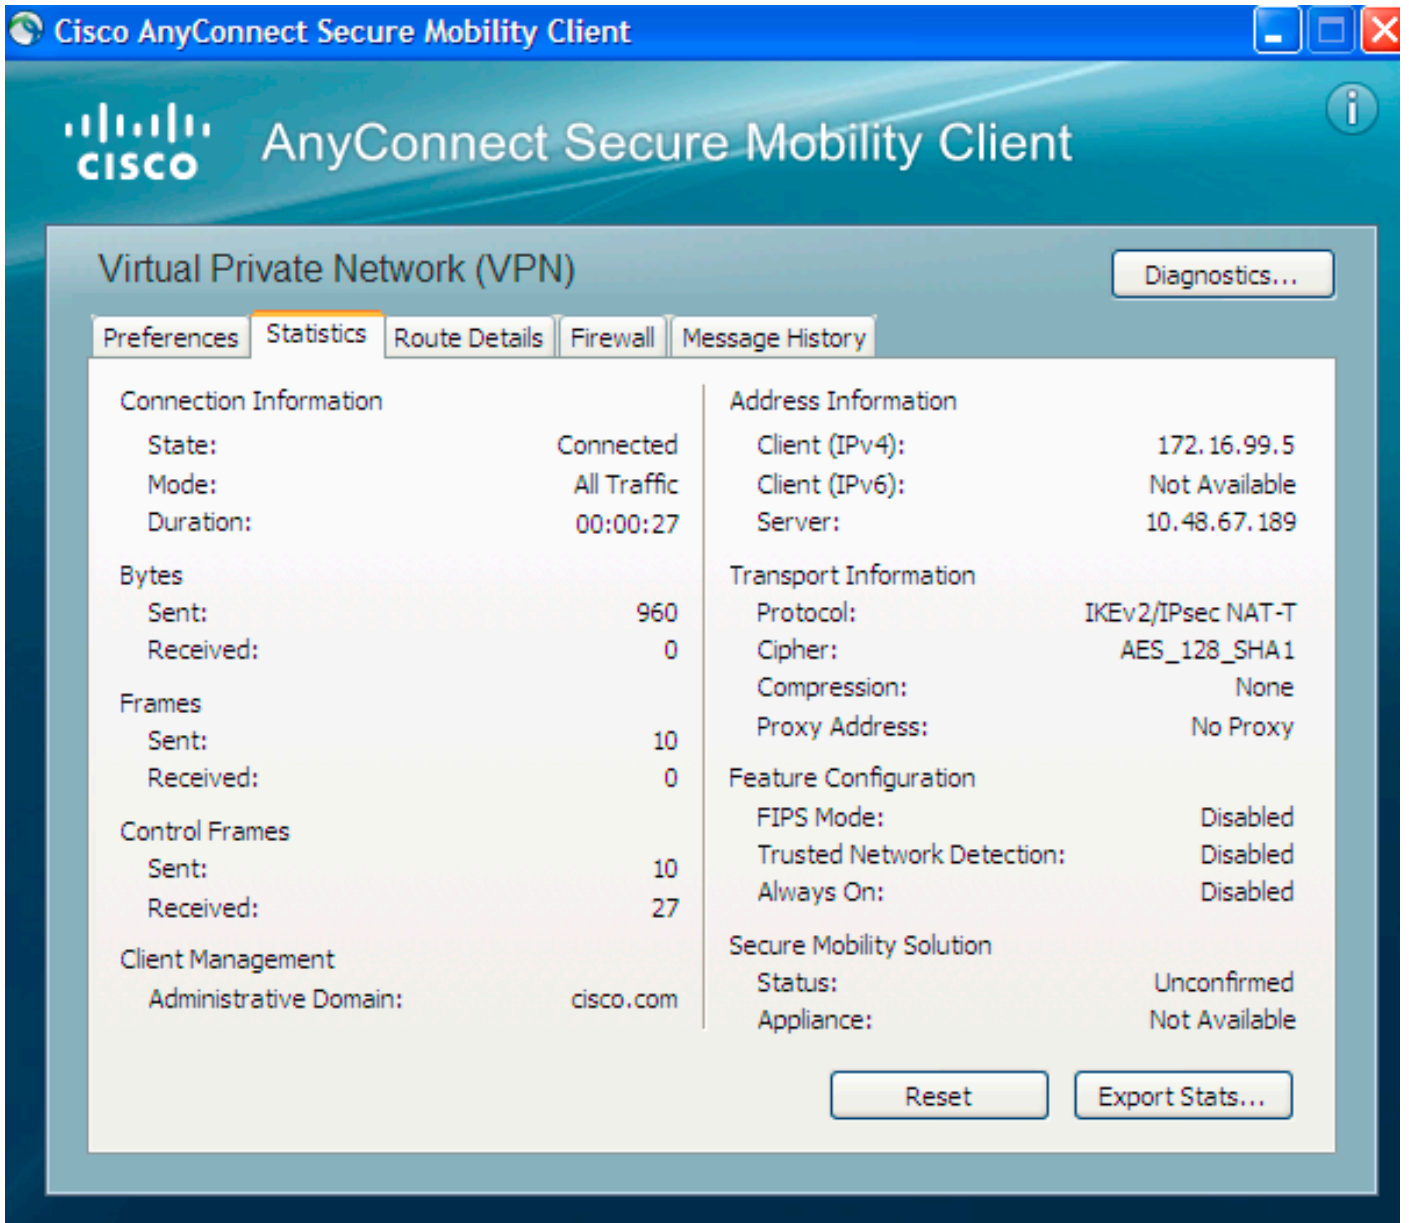 Cisco AnyConnect Secure Mobility Client
CISCO
AnyConnect Secure Mobility Client
Virtual Private Network (VPN)
Diagnostics...
Preferences Statistics Route Details Firewall Message History
Connection Information
State: Connected
Mode: All Traffic
Duration: 00:00:27
Bytes
Sent: 960
Received: 0
Frames
Sent: 10
Received: 0
Control Frames
Sent: 10
Received: 27
Client Management
Administrative Domain: cisco.com
Address Information
Client (IPv4): 172.16.99.5
Client (IPv6): Not Available
Server: 10.48.67.189
Transport Information
Protocol: IKEv2/IPsec NAT-T
Cipher: AES_128_SHA1
Compression: None
Proxy Address: No Proxy
Feature Configuration
FIPS Mode: Disabled
Trusted Network Detection: Disabled
Always On: Disabled
Secure Mobility Solution
Status: Unconfirmed
Appliance: Not Available
Reset Export Stats...